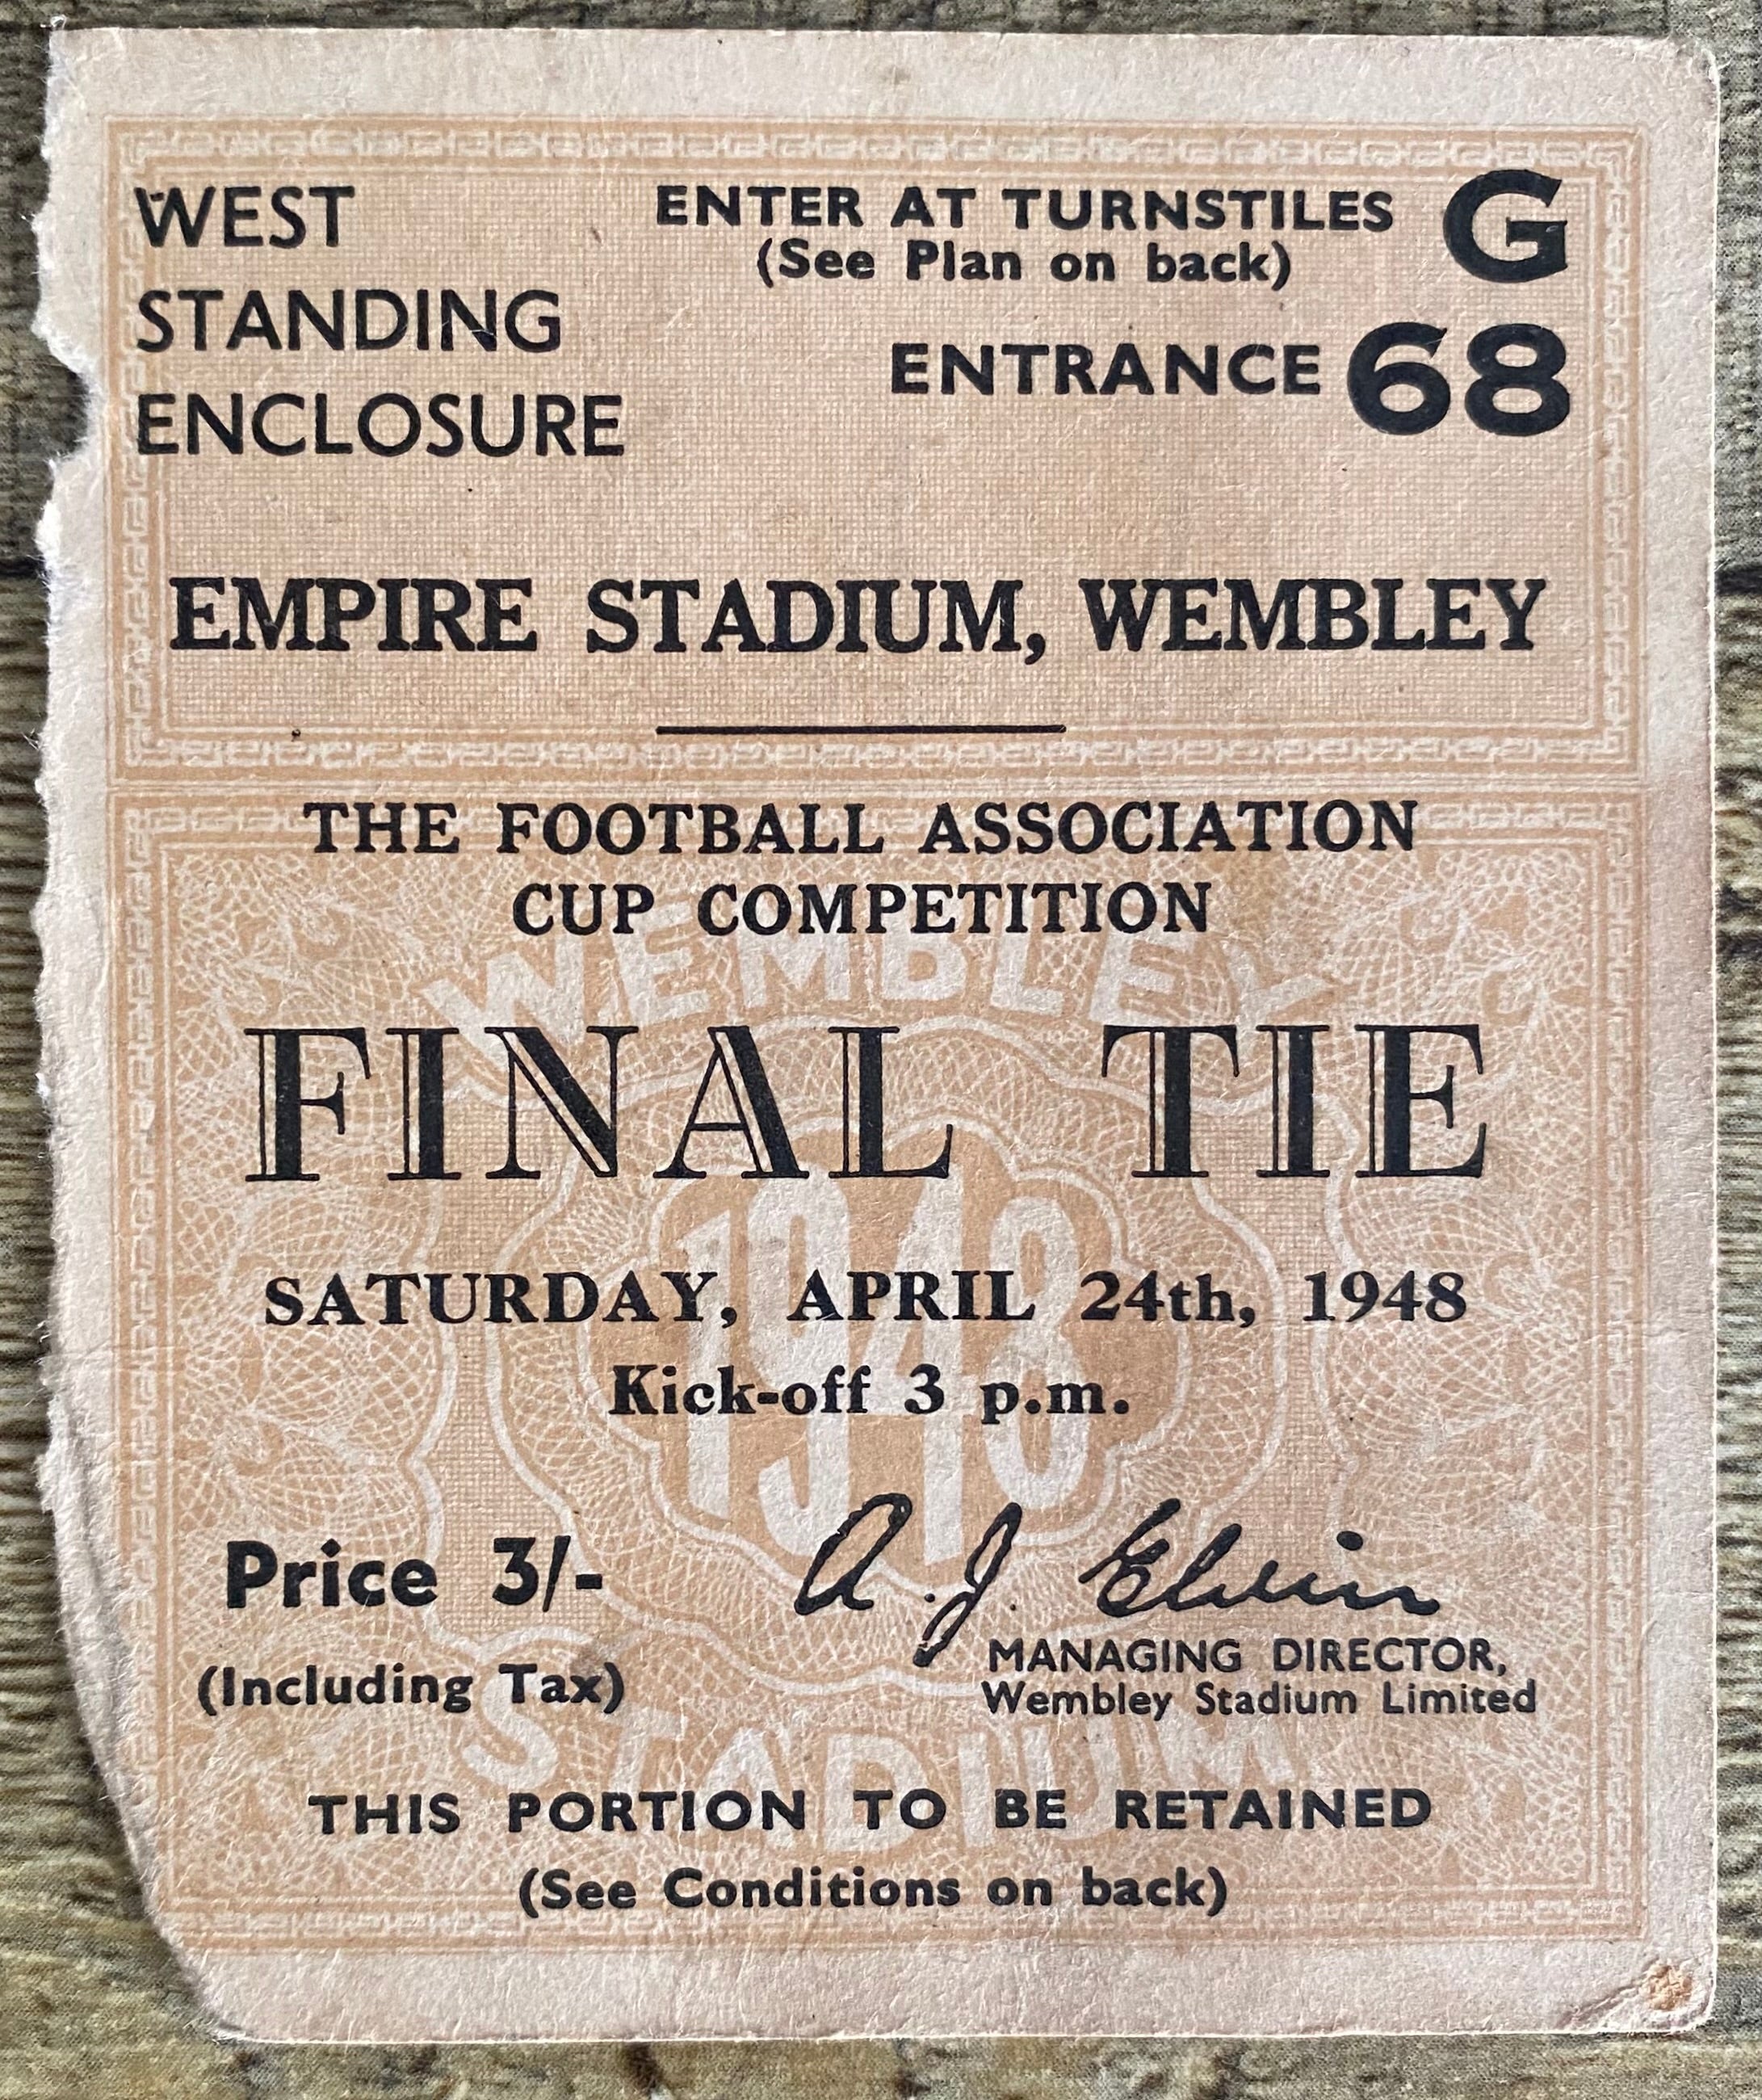 WEST
STANDING
ENCLOSURE
ENTER AT TURNSTILES G
(See Plan on back)
ENTRANCE 68
EMPIRE STADIUM, WEMBLEY
THE FOOTBALL ASSOCIATION
CUP COMPETITION
WEMBLEY
FINAL TIE
1948
SATURDAY, APRIL 24th, 1948
Kick-off 3 p.m.
Price 3/-
(Including Tax)
A. J. Elvin
MANAGING DIRECTOR,
Wembley Stadium Limited
STADIUM
THIS PORTION TO BE RETAINED
(See Conditions on back)